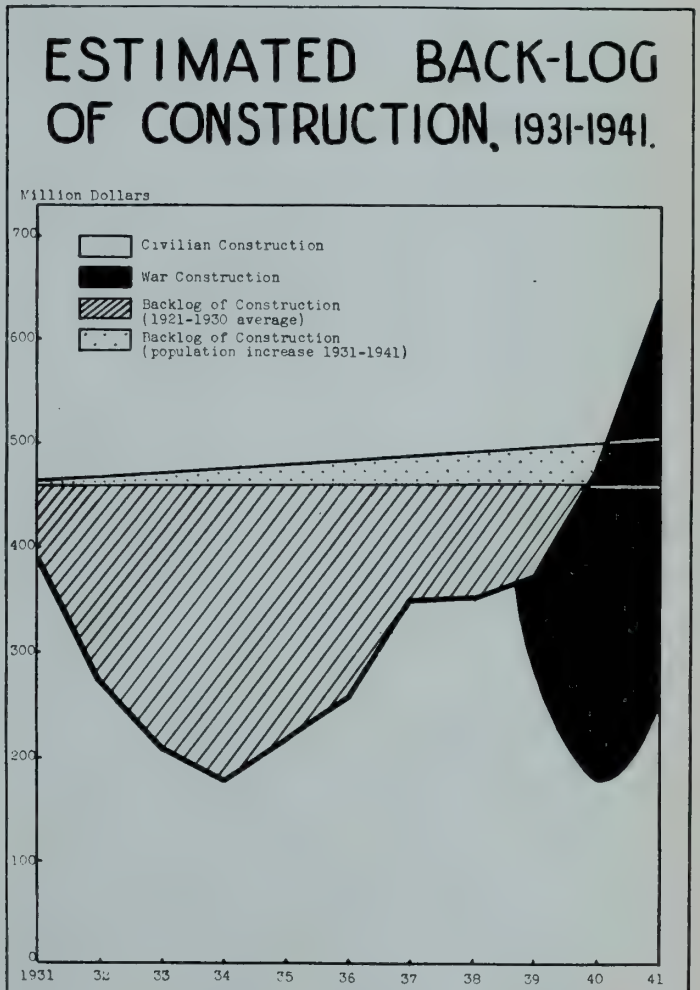 ESTIMATED BACK-LOG
OF CONSTRUCTION, 1931-1941.
Million Dollars
700
Civilian Construction
War Construction
Backlog of Construction
(1921-1930 average)
600
Backlog of Construction
(population increase 1931-1941)
500
400
300
200
100
0
1931 32 33 34 35 36 37 38 39 40 41